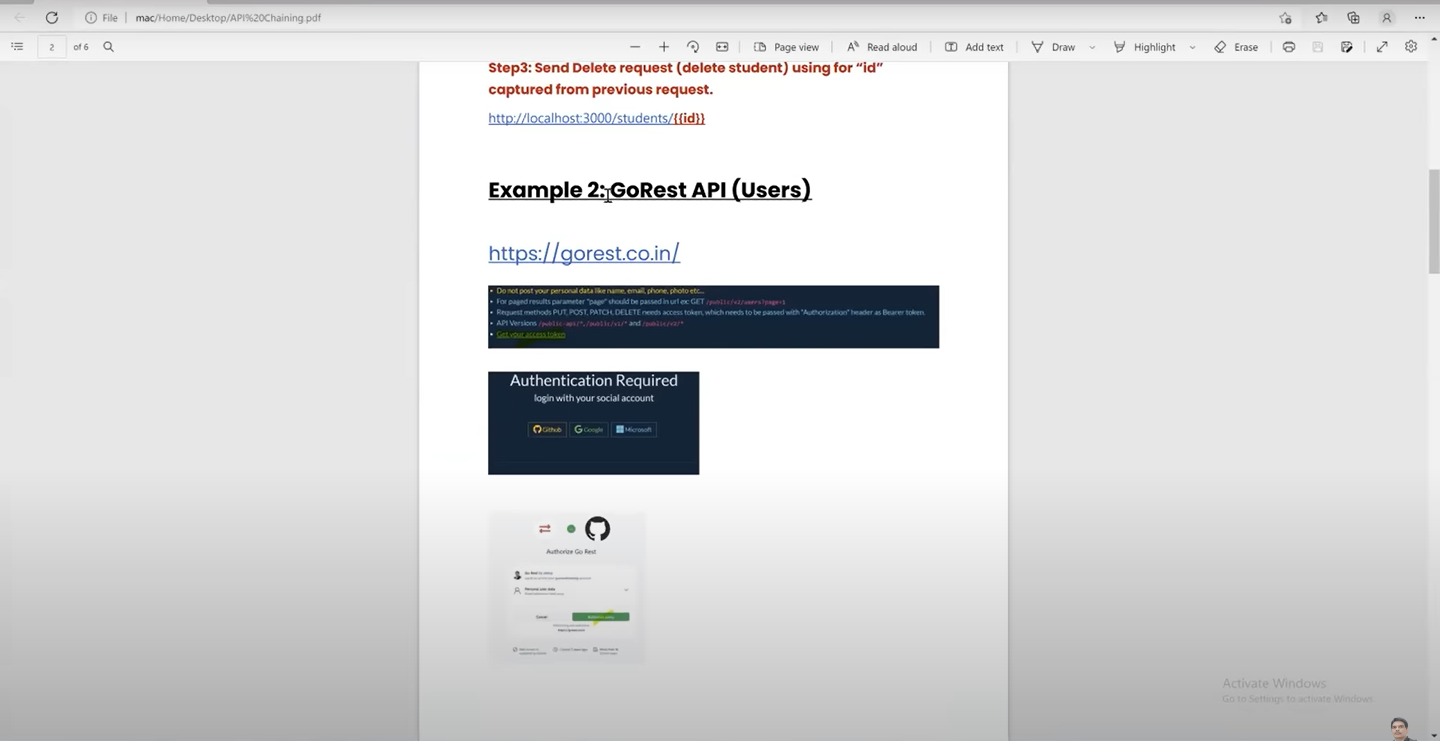 File
mac/Home/Desktop/API%20Chaining.pdf
2
of 6
Page view
Read aloud
Add text
Draw
Highlight
Erase
Step3: Send Delete request (delete student) using for “id”
captured from previous request.
http://localhost:3000/students/{{id}}
Example 2: GoRest API (Users)
https://gorest.co.in/
• Do not post your personal data like name, email, phone, photo etc...
• For paged results parameter "page" should be passed in url ex: GET /public/v2/users?page=1
• Request methods PUT, POST, PATCH, DELETE needs access token, which needs to be passed with "Authorization" header as Bearer token.
• API Versions /public-api/*, /public/v1/* and /public/v2/*
• Get your access token
Authentication Required
login with your social account
Github
Google
Microsoft
Authorize Go Rest
Personal user data
Cancel
Activate Windows
Go to Settings to activate Windows.